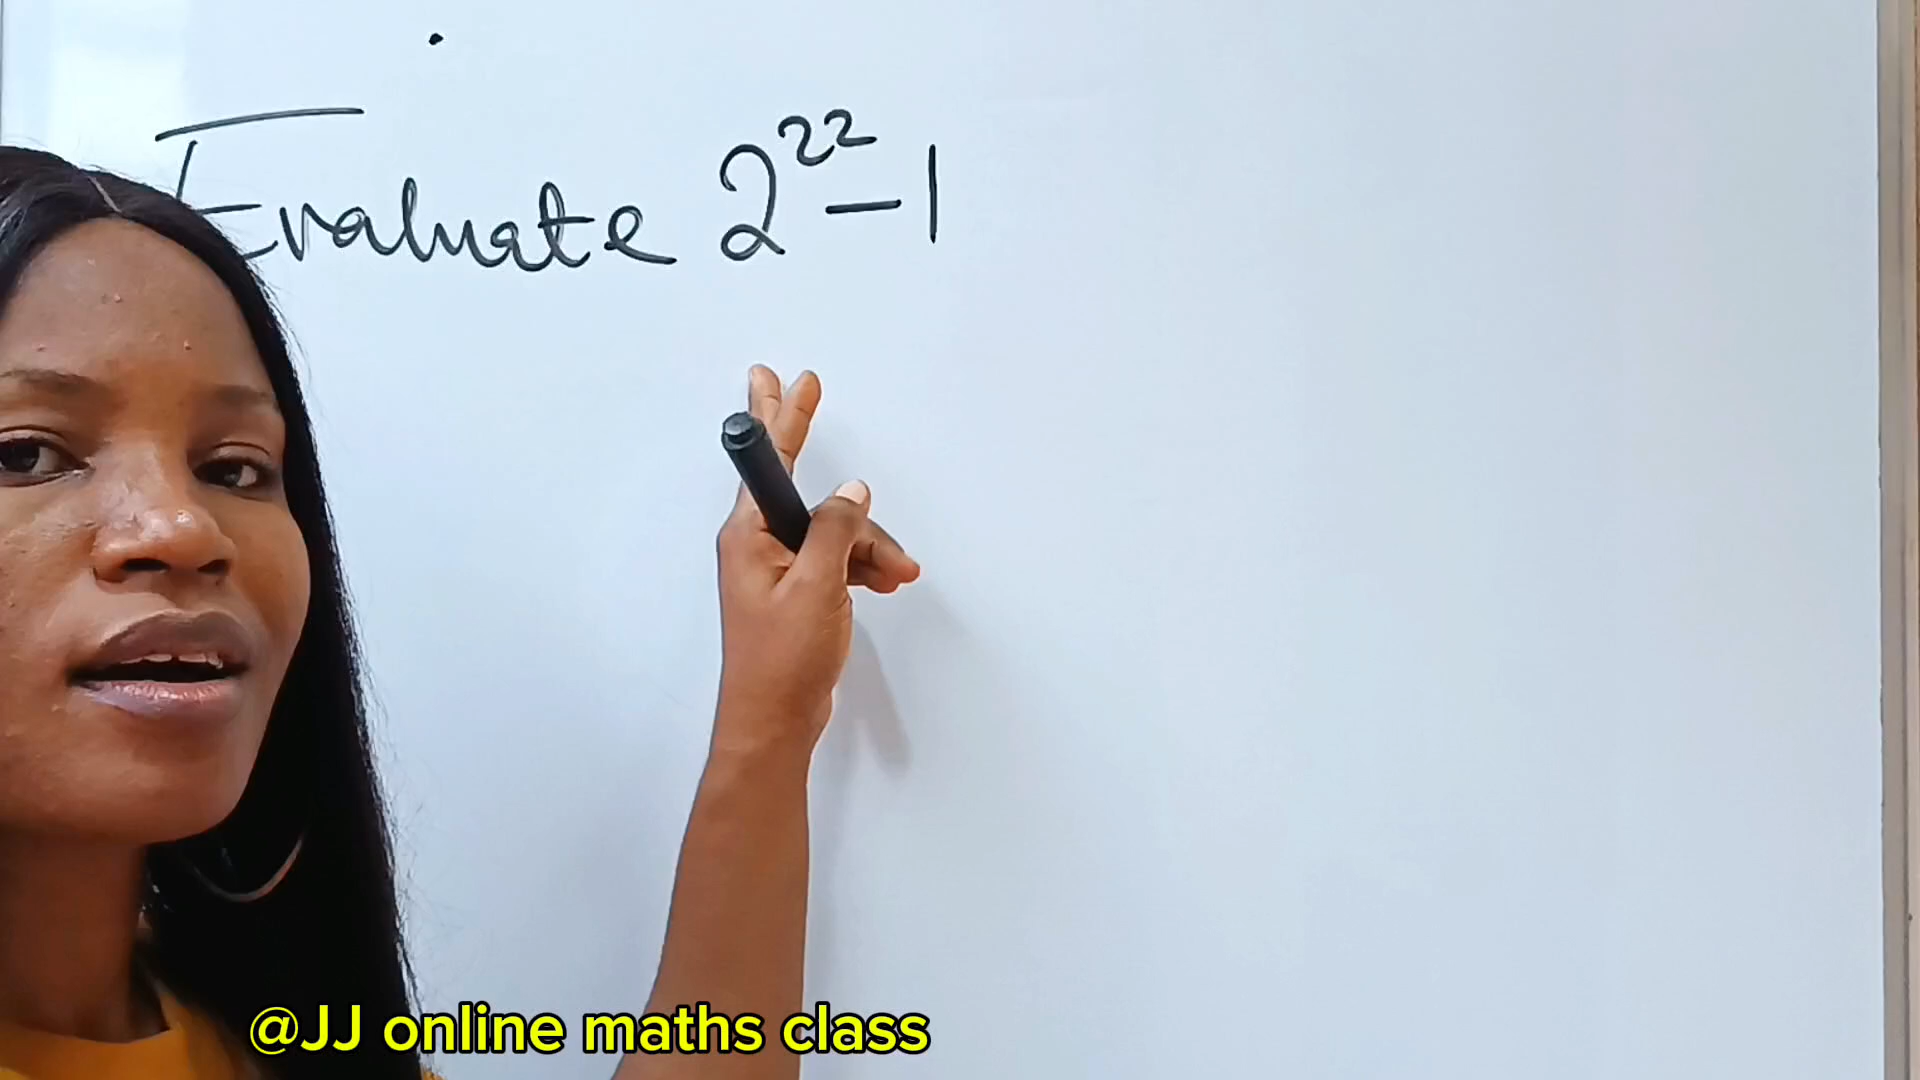 Evaluate 2²² - 1
@JJ online maths class